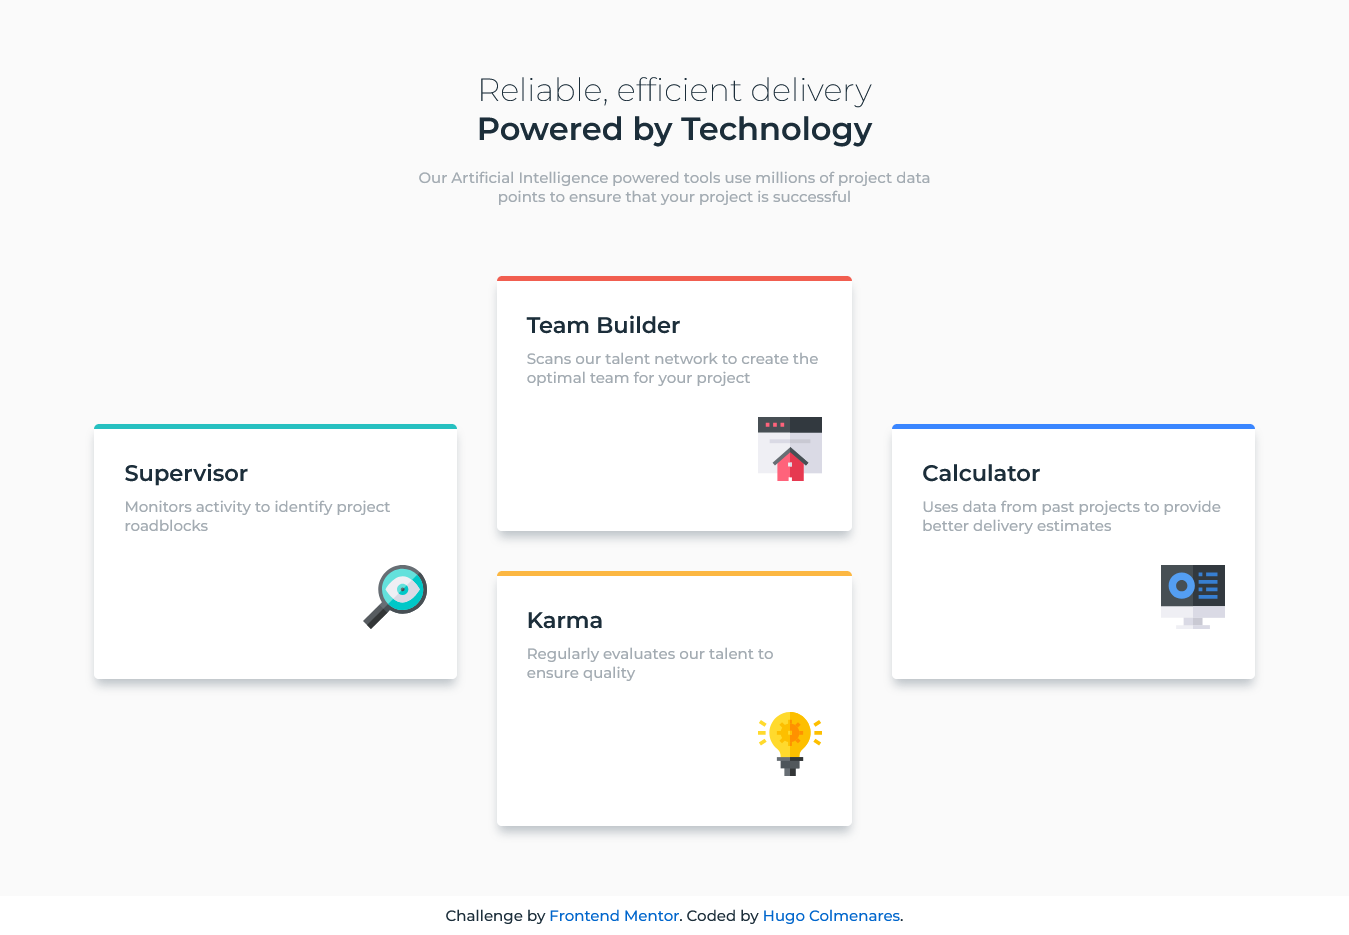 Reliable, efficient delivery
Powered by Technology
Our Artificial Intelligence powered tools use millions of project data
points to ensure that your project is successful
Team Builder
Scans our talent network to create the
optimal team for your project
Supervisor
Monitors activity to identify project
roadblocks
Calculator
Uses data from past projects to provide
better delivery estimates
Karma
Regularly evaluates our talent to
ensure quality
Challenge by Frontend Mentor. Coded by Hugo Colmenares.